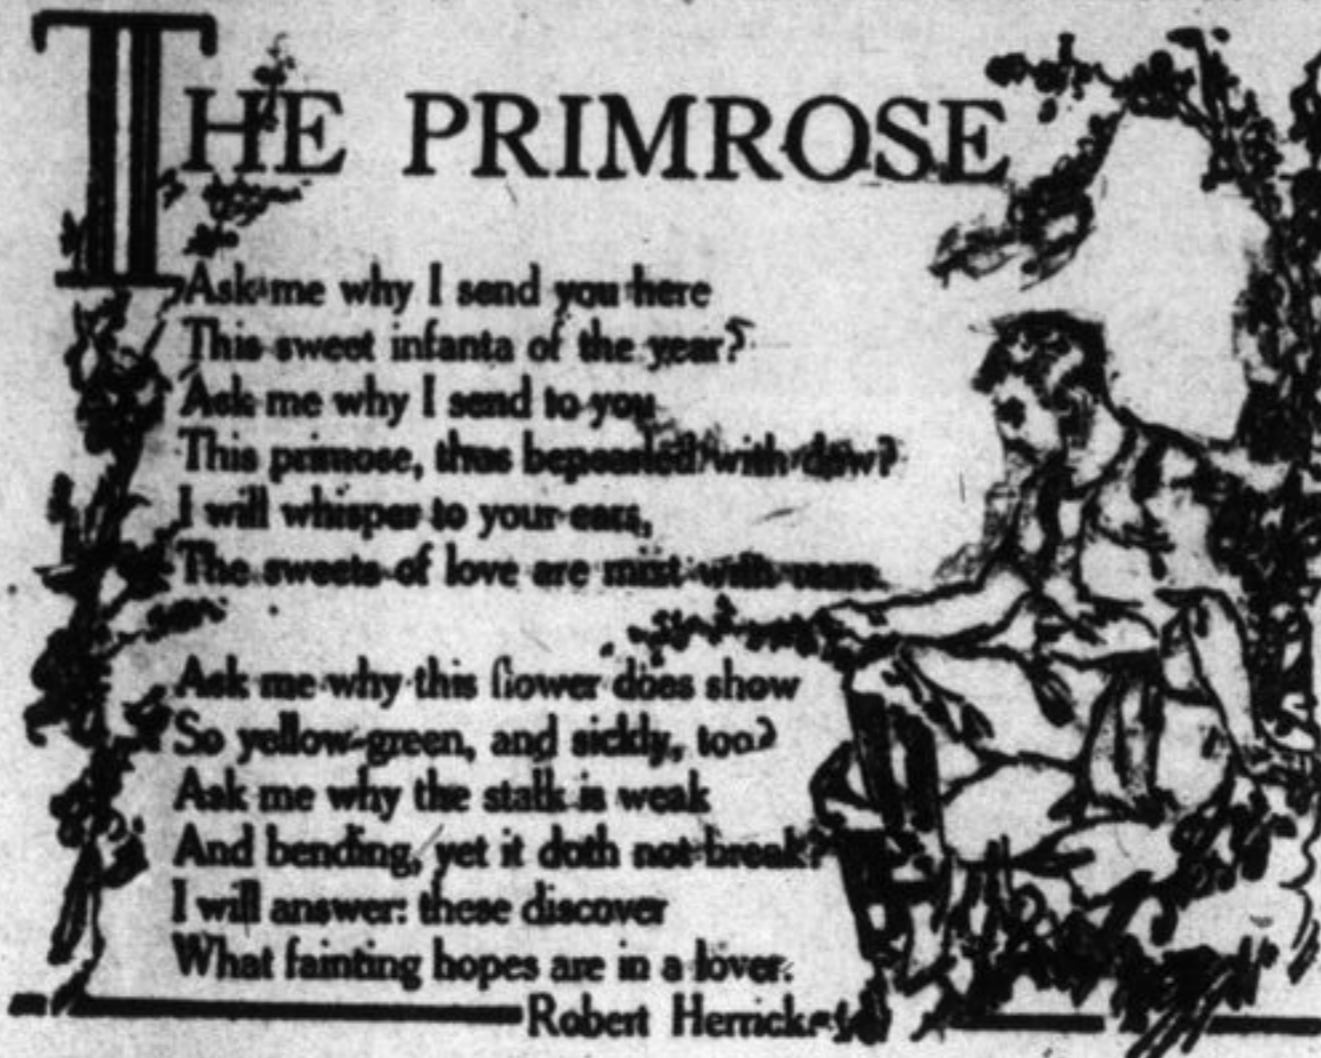 THE PRIMROSE
Ask me why I send you here
This sweet infanta of the year?
Ask me why I send to you
This primose, thus bepearled with dew?
I will whisper to your ears,
The sweets of love are mixt with
Ask me why this flower does show
So yellow-green, and sickly, too?
Ask me why the stalk is weak
And bending, yet it doth not break?
I will answer: these discover
What fainting hopes are in a lover.
Robert Herrick